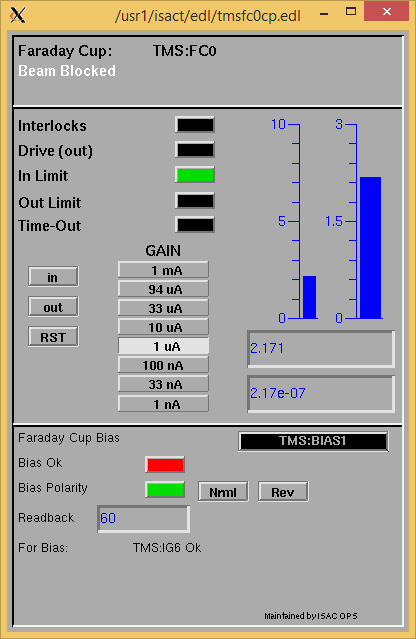 /usr1/isact/edl/tmsfc0cp.edl
Faraday Cup: TMS:FC0
Beam Blocked
Interlocks
Drive (out)
In Limit
Out Limit
Time-Out
10
5
0
3
1.5
0
GAIN
1 mA
94 uA
33 uA
10 uA
1 uA
100 nA
33 nA
1 nA
in
out
RST
2.171
2.17e-07
Faraday Cup Bias TMS:BIAS1
Bias Ok
Bias Polarity Nrml Rev
Readback 60
For Bias: TMS:IG6 Ok
Maintained by ISAC OPS